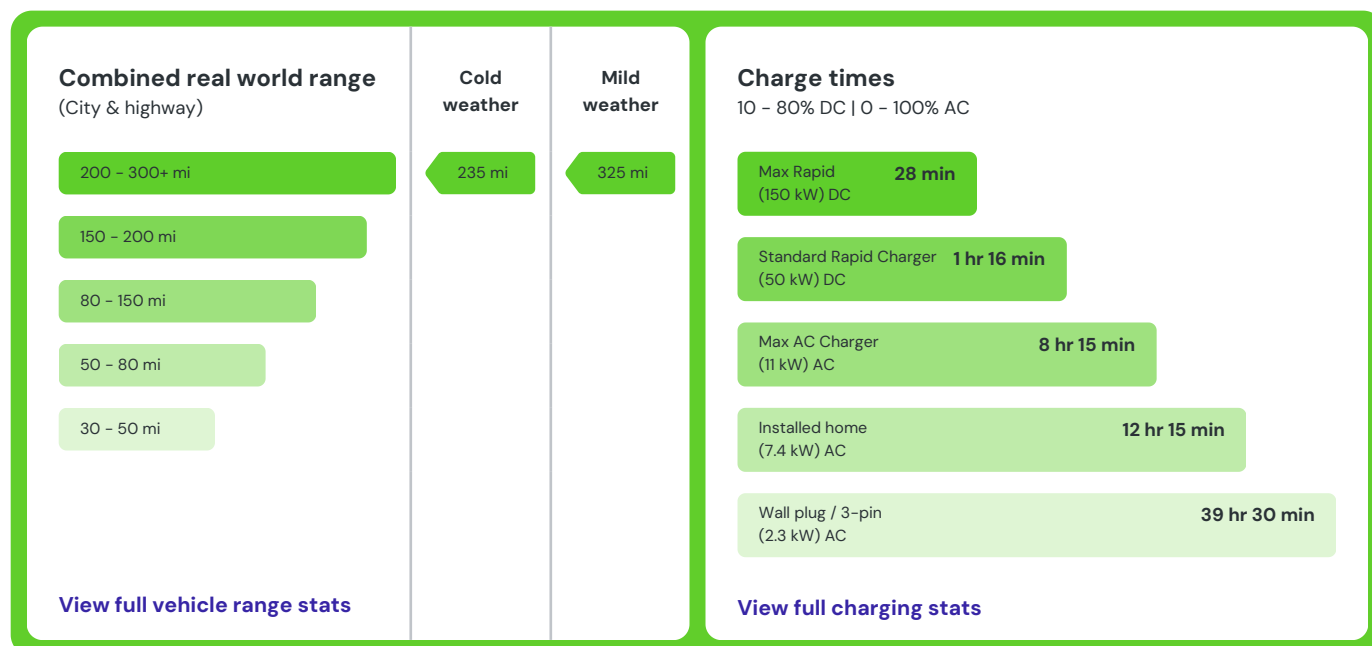 Combined real world range
(City & highway)
Cold
weather
Mild
weather
200 - 300+ mi
235 mi
325 mi
150 - 200 mi
80 - 150 mi
50 - 80 mi
30 - 50 mi
View full vehicle range stats
Charge times
10 - 80% DC | 0 - 100% AC
Max Rapid
(150 kW) DC
28 min
Standard Rapid Charger
(50 kW) DC
1 hr 16 min
Max AC Charger
(11 kW) AC
8 hr 15 min
Installed home
(7.4 kW) AC
12 hr 15 min
Wall plug / 3-pin
(2.3 kW) AC
39 hr 30 min
View full charging stats